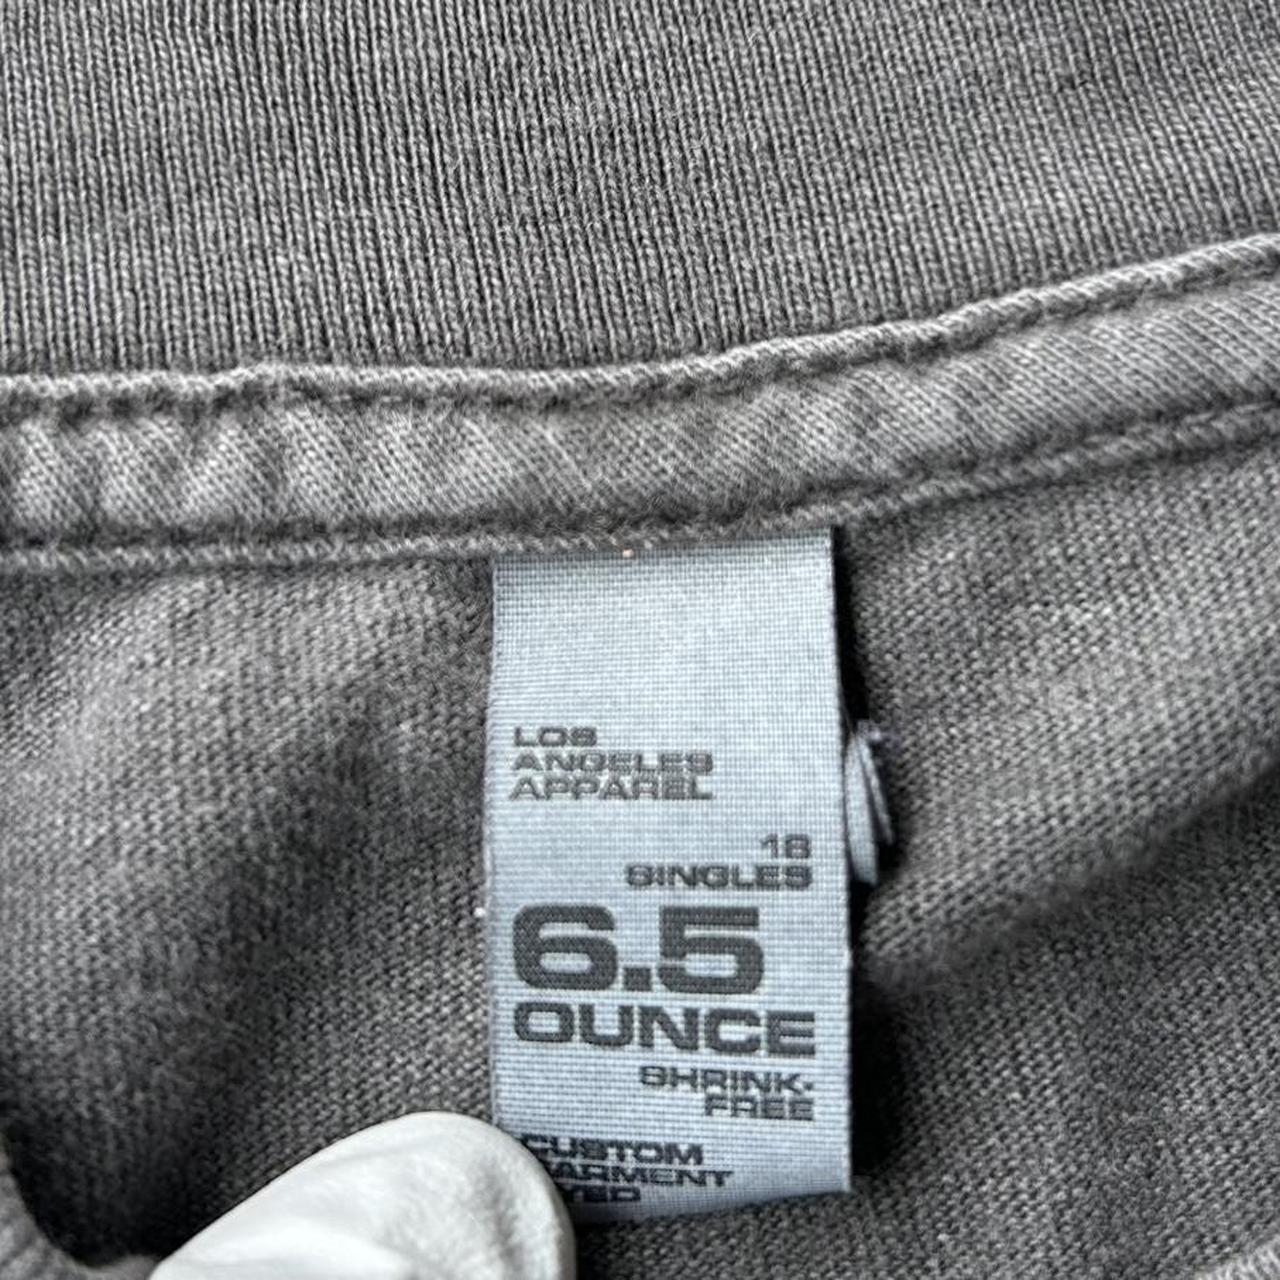 LOS
ANGELES
APPAREL
18
SINGLES
6.5
OUNCE
SHRINK-
FREE
CUSTOM
GARMENT